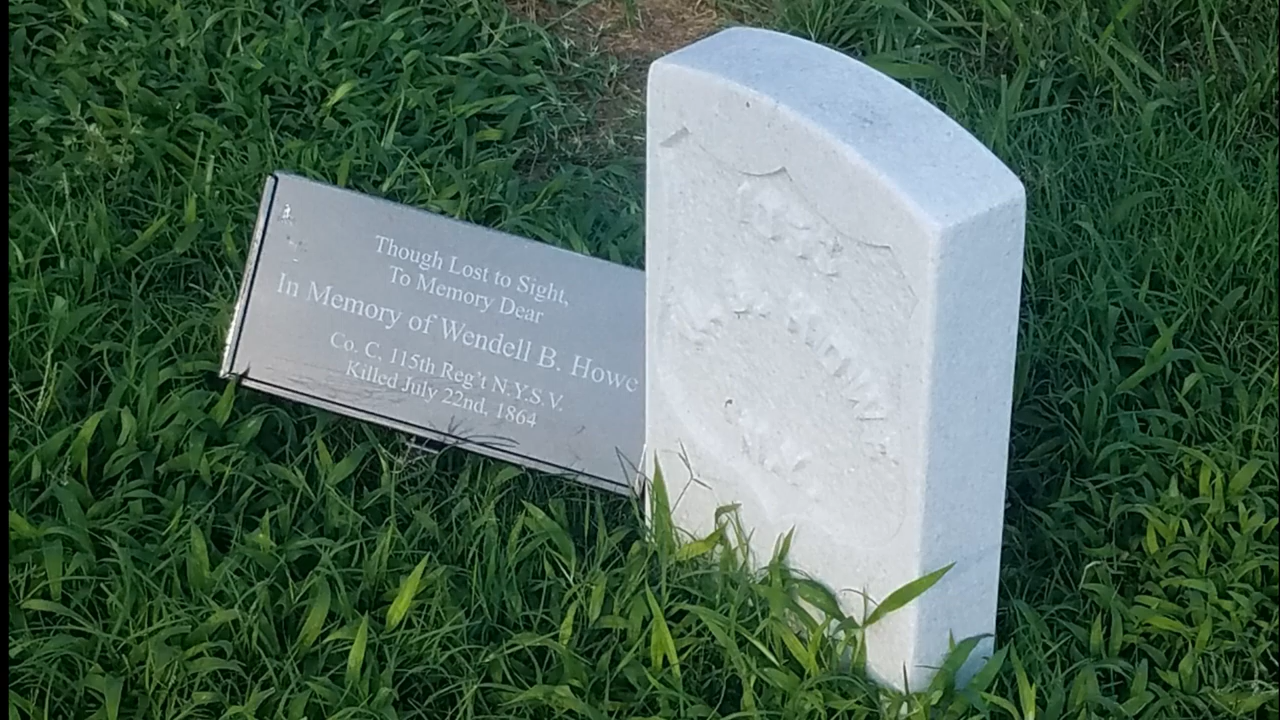 Though Lost to Sight,
To Memory Dear
In Memory of Wendell B. Howe
Co. C, 115th Reg't N.Y.S.V.
Killed July 22nd, 1864
N.Y.